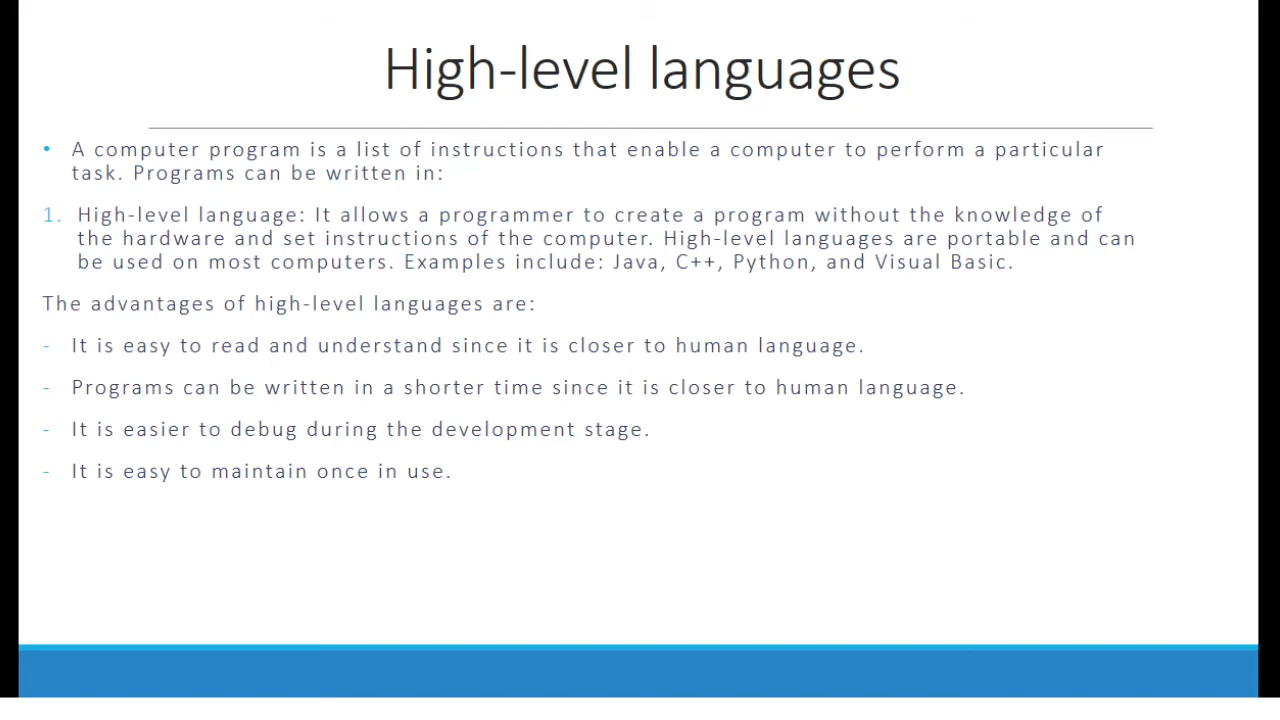 High-level languages
• A computer program is a list of instructions that enable a computer to perform a particular
task. Programs can be written in:
1. High-level language: It allows a programmer to create a program without the knowledge of
the hardware and set instructions of the computer. High-level languages are portable and can
be used on most computers. Examples include: Java, C++, Python, and Visual Basic.
The advantages of high-level languages are:
- It is easy to read and understand since it is closer to human language.
- Programs can be written in a shorter time since it is closer to human language.
- It is easier to debug during the development stage.
- It is easy to maintain once in use.